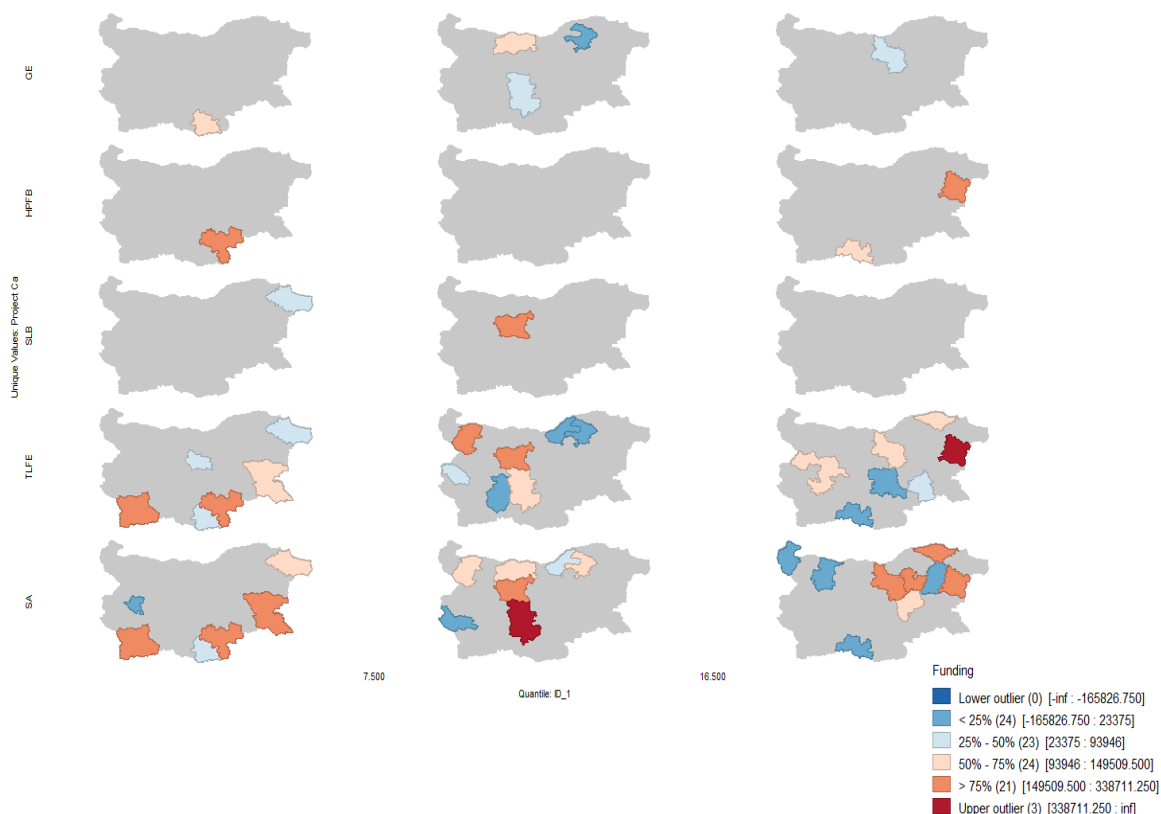 GE
HPFB
SLB
TLFE
SA
Unique Values: Project Ca
7.500
16.500
Quantile: ID_1
Funding
Lower outlier (0) [-inf : -165826.750]
< 25% (24) [-165826.750 : 23375]
25% - 50% (23) [23375 : 93946]
50% - 75% (24) [93946 : 149509.500]
> 75% (21) [149509.500 : 338711.250]
Upper outlier (3) [338711.250 : inf]